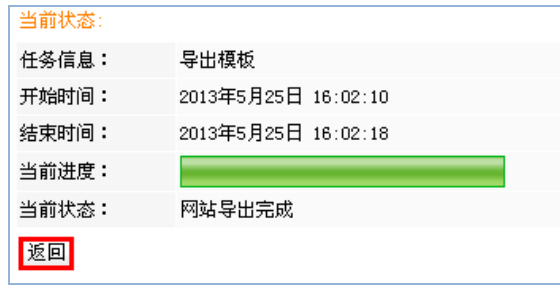 当前状态:
任务信息： 导出模板
开始时间： 2013年5月25日 16:02:10
结束时间： 2013年5月25日 16:02:18
当前进度：
当前状态： 网站导出完成
返回